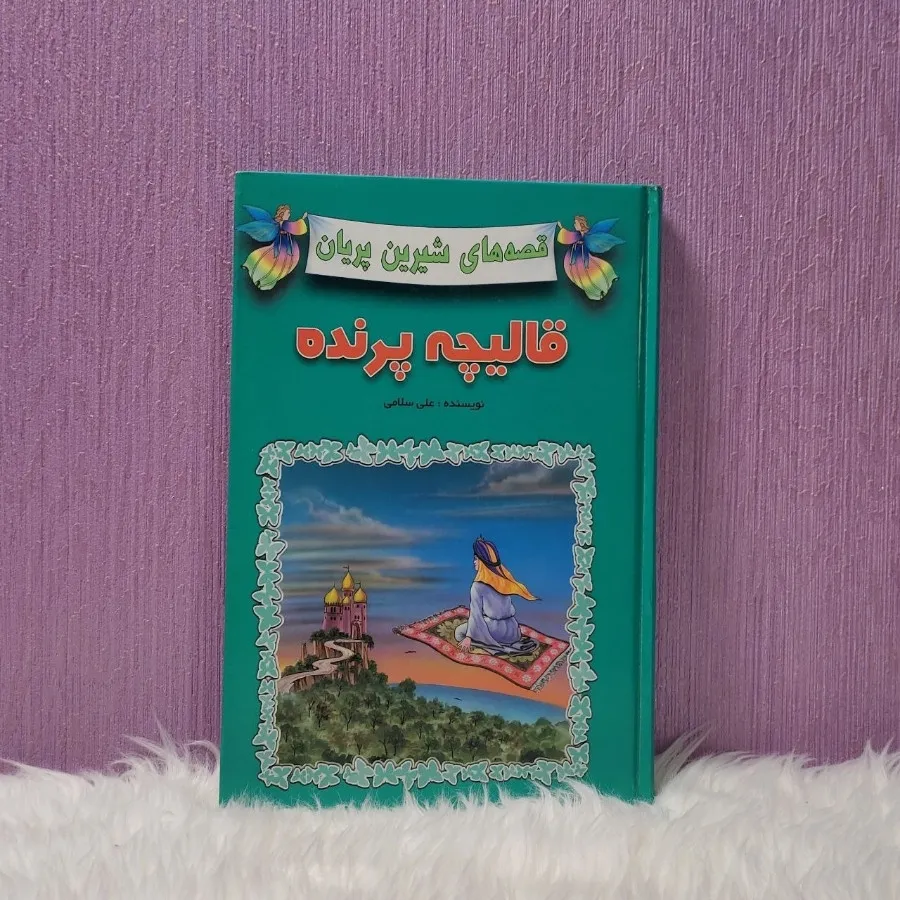 قصه‌های شیرین پریان
قالیچه پرنده
نویسنده : علی سلامی